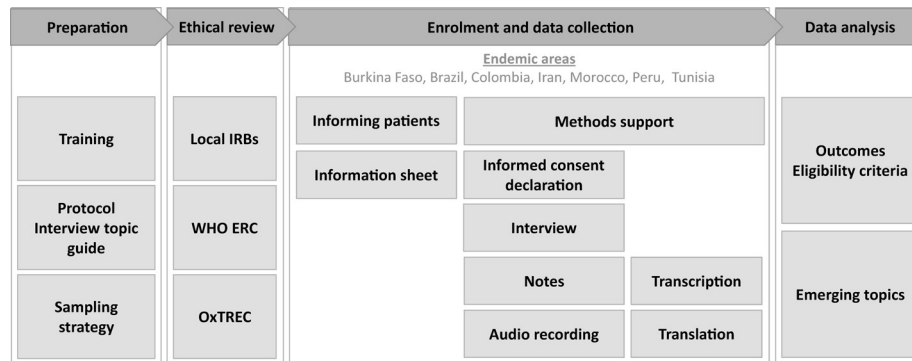 Preparation
Ethical review
Enrolment and data collection
Data analysis
Endemic areas
Burkina Faso, Brazil, Colombia, Iran, Morocco, Peru, Tunisia
Training
Protocol
Interview topic
guide
Sampling
strategy
Local IRBs
WHO ERC
OxTREC
Informing patients
Methods support
Information sheet
Informed consent
declaration
Interview
Notes
Transcription
Audio recording
Translation
Outcomes
Eligibility criteria
Emerging topics